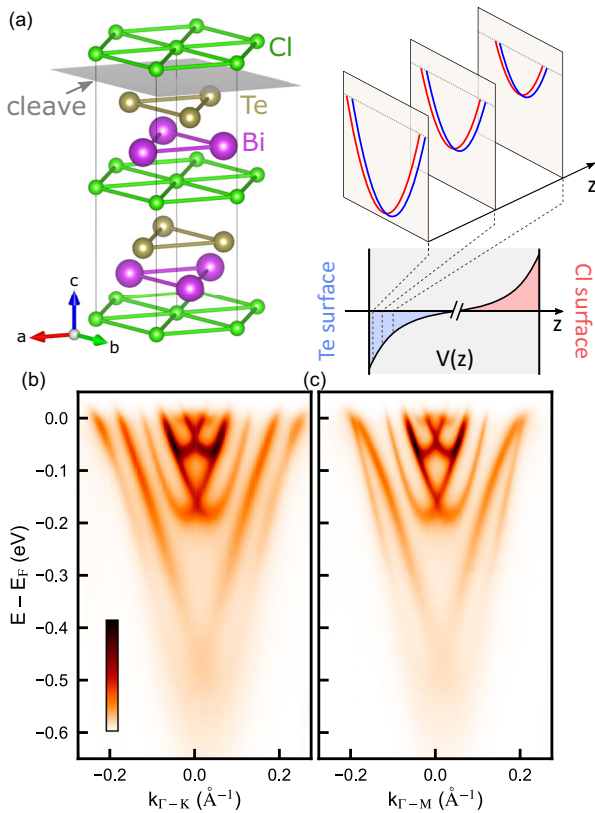 (a)
Cl
cleave
Te
Bi
c
a
b
z
Te surface
V(z)
z
Cl surface
(b)
(c)
E − E_F (eV)
0.0
−0.1
−0.2
−0.3
−0.4
−0.5
−0.6
−0.2
0.0
0.2
−0.2
0.0
0.2
k_Γ−K (Å⁻¹)
k_Γ−M (Å⁻¹)